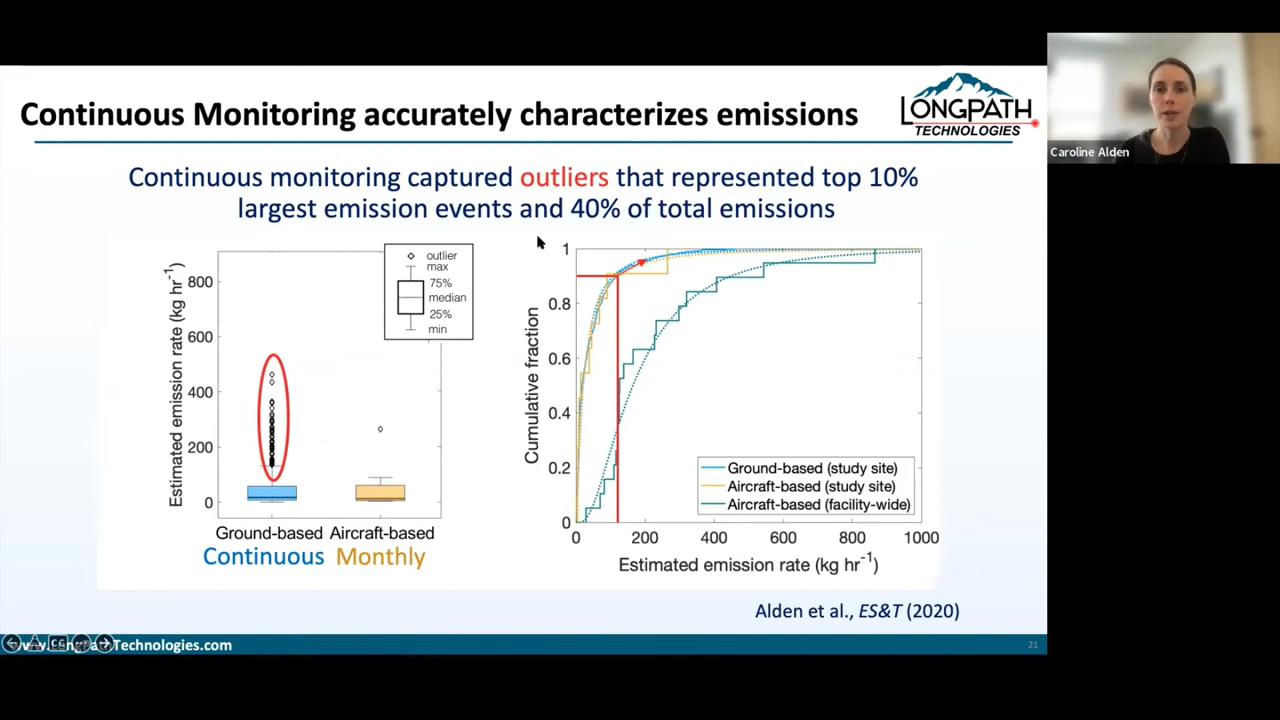 Continuous Monitoring accurately characterizes emissions
LONGPATH
TECHNOLOGIES
Caroline Alden
Continuous monitoring captured outliers that represented top 10%
largest emission events and 40% of total emissions
outlier
max
75%
median
25%
min
Estimated emission rate (kg hr-1)
800
600
400
200
0
Ground-based Aircraft-based
Continuous Monthly
Cumulative fraction
1
0.8
0.6
0.4
0.2
0
0 200 400 600 800 1000
Estimated emission rate (kg hr-1)
Ground-based (study site)
Aircraft-based (study site)
Aircraft-based (facility-wide)
Alden et al., ES&T (2020)
www.LongPathTechnologies.com
21